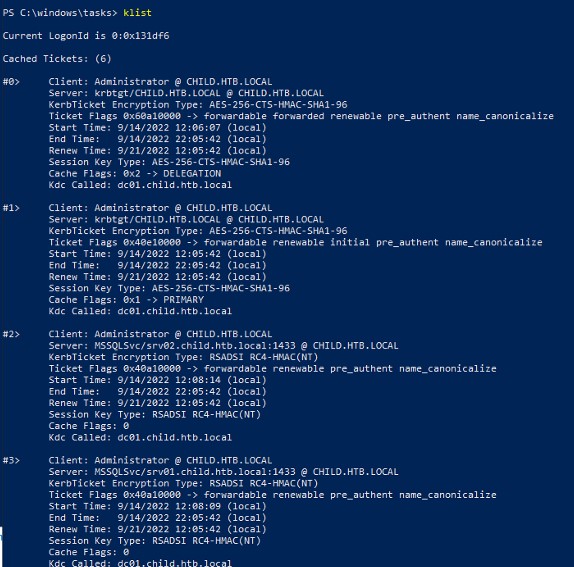 PS C:\windows\tasks> klist
Current LogonId is 0:0x131df6
Cached Tickets: (6)
#0> Client: Administrator @ CHILD.HTB.LOCAL
Server: krbtgt/CHILD.HTB.LOCAL @ CHILD.HTB.LOCAL
KerbTicket Encryption Type: AES-256-CTS-HMAC-SHA1-96
Ticket Flags 0x60a10000 -> forwardable forwarded renewable pre_authent name_canonicalize
Start Time: 9/14/2022 12:06:07 (local)
End Time: 9/14/2022 22:05:42 (local)
Renew Time: 9/21/2022 12:05:42 (local)
Session Key Type: AES-256-CTS-HMAC-SHA1-96
Cache Flags: 0x2 -> DELEGATION
Kdc Called: dc01.child.htb.local
#1> Client: Administrator @ CHILD.HTB.LOCAL
Server: krbtgt/CHILD.HTB.LOCAL @ CHILD.HTB.LOCAL
KerbTicket Encryption Type: AES-256-CTS-HMAC-SHA1-96
Ticket Flags 0x40e10000 -> forwardable renewable initial pre_authent name_canonicalize
Start Time: 9/14/2022 12:05:42 (local)
End Time: 9/14/2022 22:05:42 (local)
Renew Time: 9/21/2022 12:05:42 (local)
Session Key Type: AES-256-CTS-HMAC-SHA1-96
Cache Flags: 0x1 -> PRIMARY
Kdc Called: dc01.child.htb.local
#2> Client: Administrator @ CHILD.HTB.LOCAL
Server: MSSQLSvc/srv02.child.htb.local:1433 @ CHILD.HTB.LOCAL
KerbTicket Encryption Type: RSADSI RC4-HMAC(NT)
Ticket Flags 0x40a10000 -> forwardable renewable pre_authent name_canonicalize
Start Time: 9/14/2022 12:08:14 (local)
End Time: 9/14/2022 22:05:42 (local)
Renew Time: 9/21/2022 12:05:42 (local)
Session Key Type: RSADSI RC4-HMAC(NT)
Cache Flags: 0
Kdc Called: dc01.child.htb.local
#3> Client: Administrator @ CHILD.HTB.LOCAL
Server: MSSQLSvc/srv01.child.htb.local:1433 @ CHILD.HTB.LOCAL
KerbTicket Encryption Type: RSADSI RC4-HMAC(NT)
Ticket Flags 0x40a10000 -> forwardable renewable pre_authent name_canonicalize
Start Time: 9/14/2022 12:08:09 (local)
End Time: 9/14/2022 22:05:42 (local)
Renew Time: 9/21/2022 12:05:42 (local)
Session Key Type: RSADSI RC4-HMAC(NT)
Cache Flags: 0
Kdc Called: dc01.child.htb.local